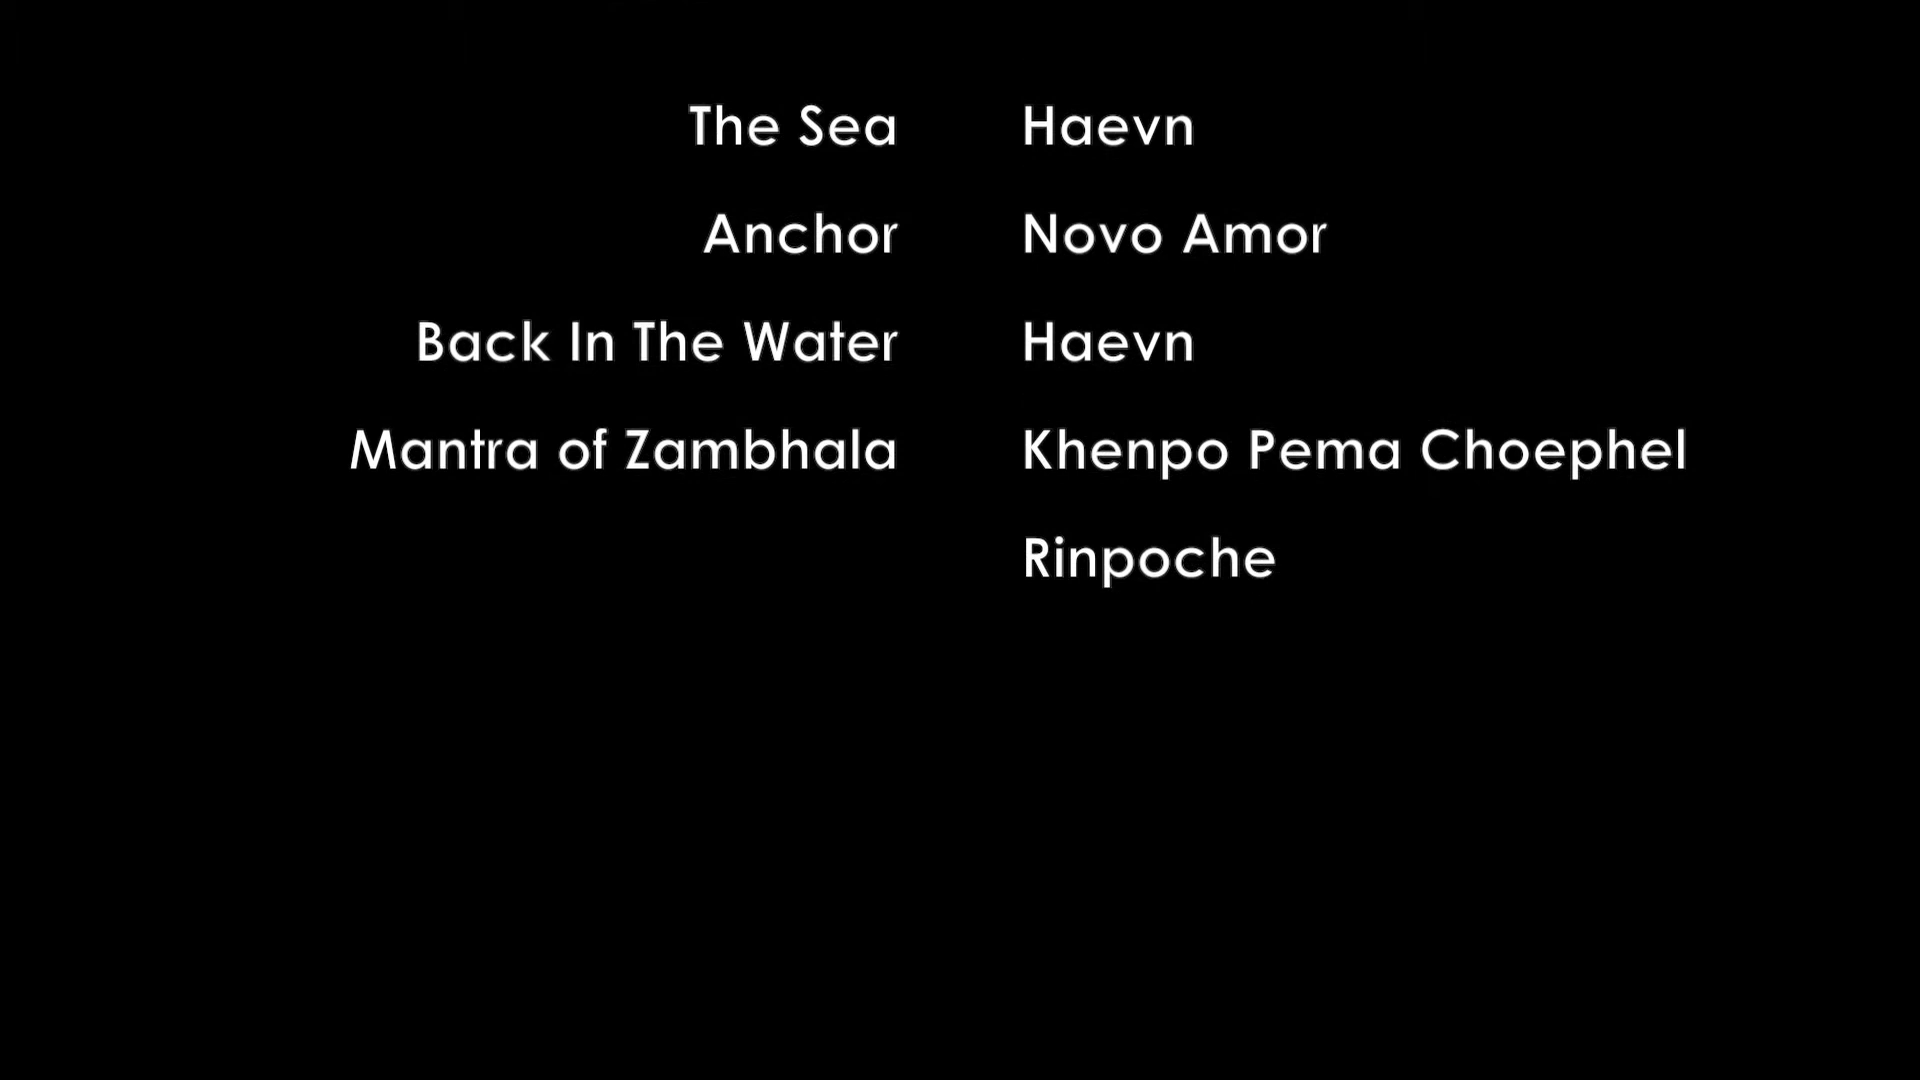 The Sea Haevn
Anchor Novo Amor
Back In The Water Haevn
Mantra of Zambhala Khenpo Pema Choephel
Rinpoche